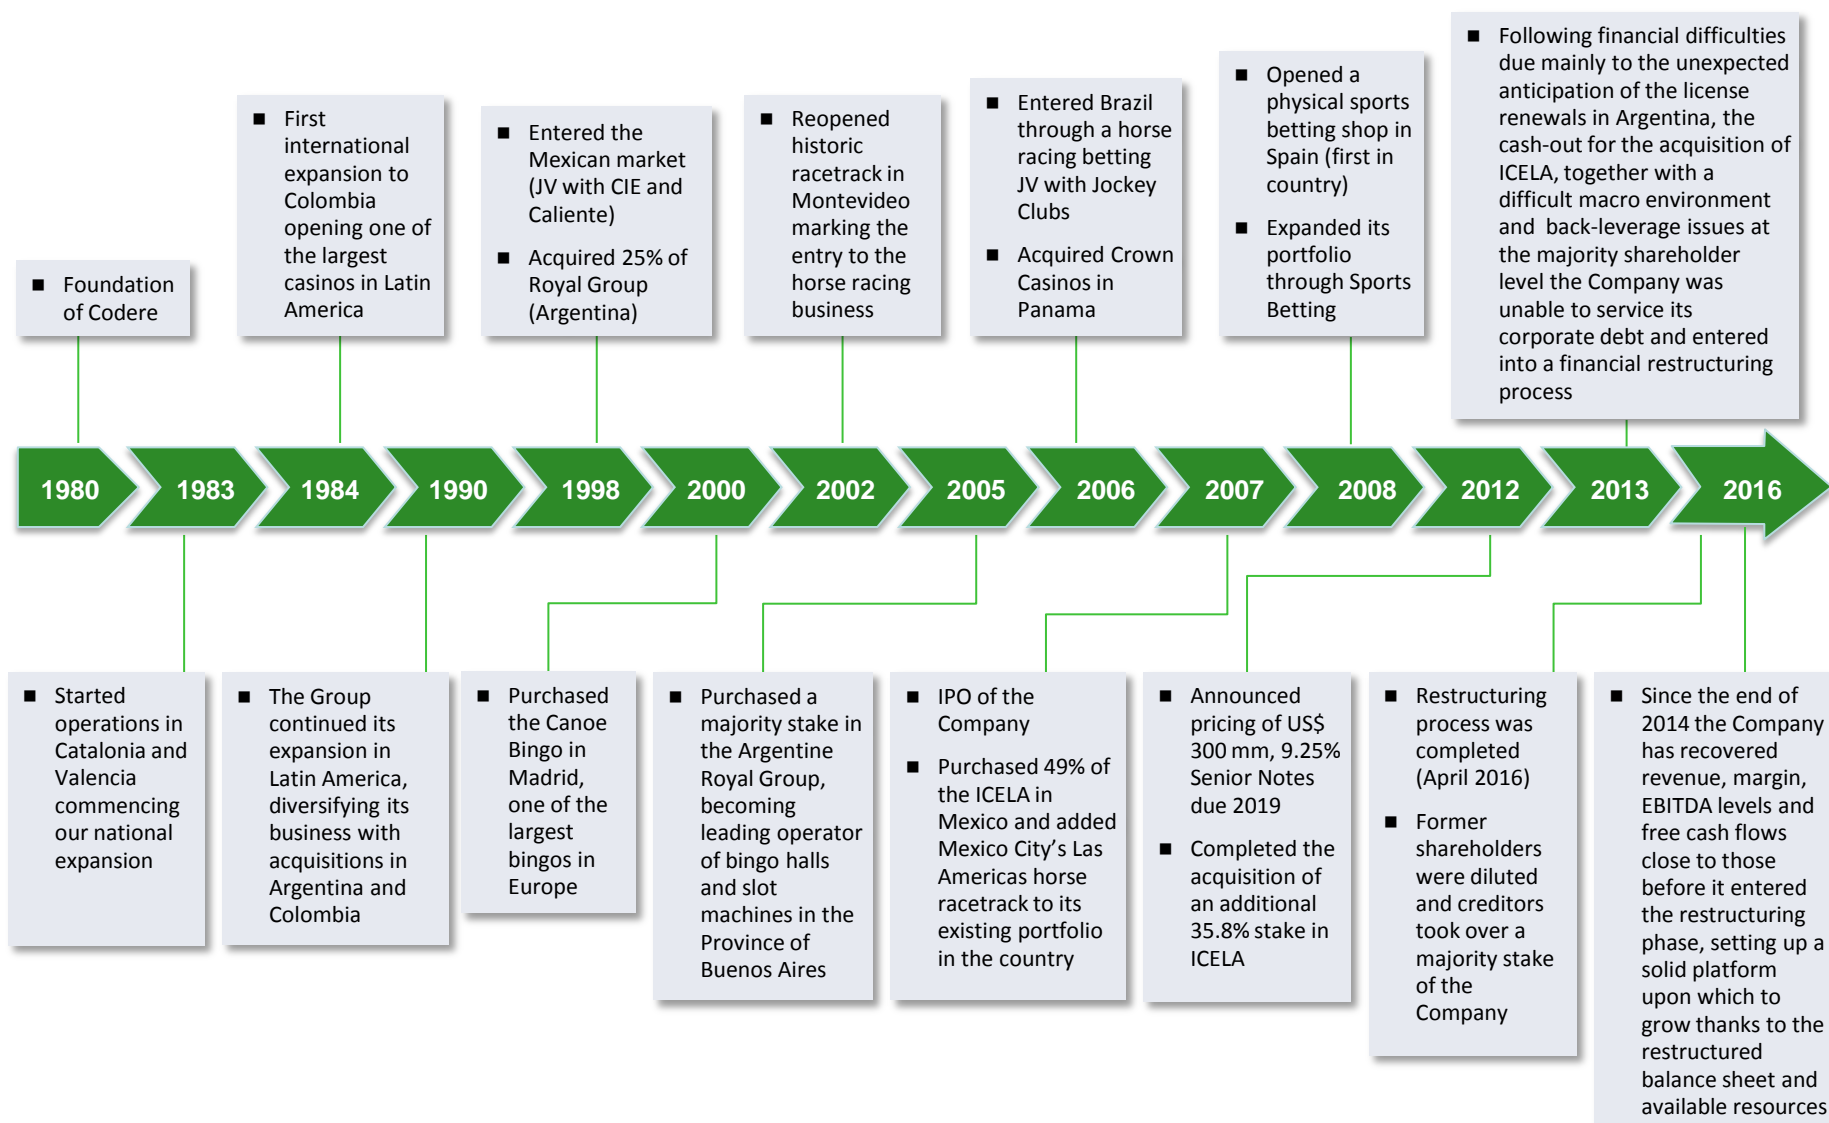 ■ Foundation
of Codere
■ First
international
expansion to
Colombia
opening one of
the largest
casinos in Latin
America
■ Entered the
Mexican market
(JV with CIE and
Caliente)
■ Acquired 25% of
Royal Group
(Argentina)
■ Reopened
historic
racetrack in
Montevideo
marking the
entry to the
horse racing
business
■ Entered Brazil
through a horse
racing betting
JV with Jockey
Clubs
■ Acquired Crown
Casinos in
Panama
■ Opened a
physical sports
betting shop in
Spain (first in
country)
■ Expanded its
portfolio
through Sports
Betting
■ Following financial difficulties
due mainly to the unexpected
anticipation of the license
renewals in Argentina, the
cash-out for the acquisition of
ICELA, together with a
difficult macro environment
and back-leverage issues at
the majority shareholder
level the Company was
unable to service its
corporate debt and entered
into a financial restructuring
process
1980 1983 1984 1990 1998 2000 2002 2005 2006 2007 2008 2012 2013 2016
■ Started
operations in
Catalonia and
Valencia
commencing
our national
expansion
■ The Group
continued its
expansion in
Latin America,
diversifying its
business with
acquisitions in
Argentina and
Colombia
■ Purchased
the Canoe
Bingo in
Madrid,
one of the
largest
bingos in
Europe
■ Purchased a
majority stake in
the Argentine
Royal Group,
becoming
leading operator
of bingo halls
and slot
machines in the
Province of
Buenos Aires
■ IPO of the
Company
■ Purchased 49% of
the ICELA in
Mexico and added
Mexico City’s Las
Americas horse
racetrack to its
existing portfolio
in the country
■ Announced
pricing of US$
300 mm, 9.25%
Senior Notes
due 2019
■ Completed the
acquisition of
an additional
35.8% stake in
ICELA
■ Restructuring
process was
completed
(April 2016)
■ Former
shareholders
were diluted
and creditors
took over a
majority stake
of the
Company
■ Since the end of
2014 the Company
has recovered
revenue, margin,
EBITDA levels and
free cash flows
close to those
before it entered
the restructuring
phase, setting up a
solid platform
upon which to
grow thanks to the
restructured
balance sheet and
available resources